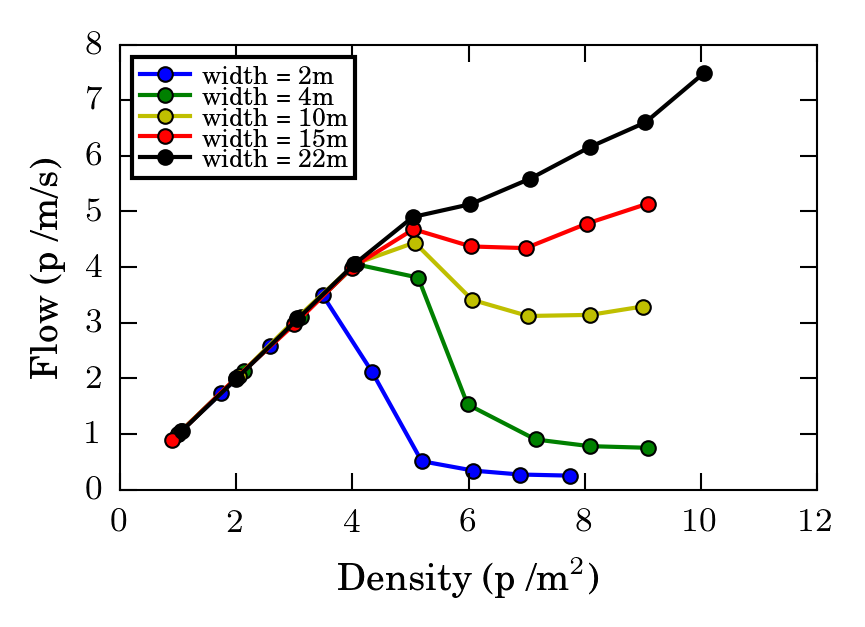 8
7
6
5
4
3
2
1
0
Flow (p /m/s)
width = 2m
width = 4m
width = 10m
width = 15m
width = 22m
0 2 4 6 8 10 12
Density (p /m²)